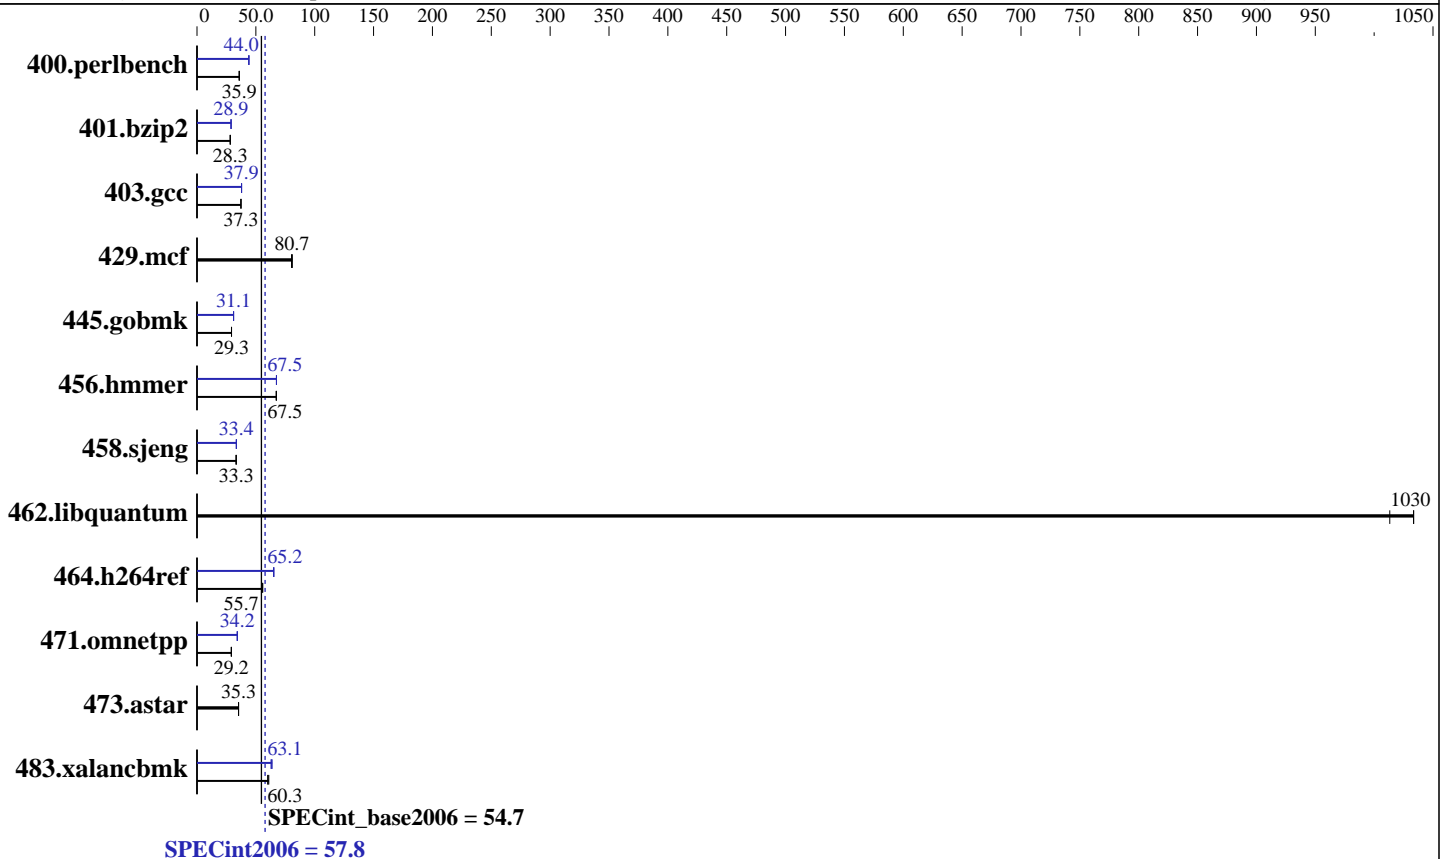 0 50.0 100 150 200 250 300 350 400 450 500 550 600 650 700 750 800 850 900 950 1050
44.0
400.perlbench
35.9
28.9
401.bzip2
28.3
37.9
403.gcc
37.3
80.7
429.mcf
31.1
445.gobmk
29.3
67.5
456.hmmer
67.5
33.4
458.sjeng
33.3
1030
462.libquantum
65.2
464.h264ref
55.7
34.2
471.omnetpp
29.2
35.3
473.astar
63.1
483.xalancbmk
60.3
SPECint_base2006 = 54.7
SPECint2006 = 57.8